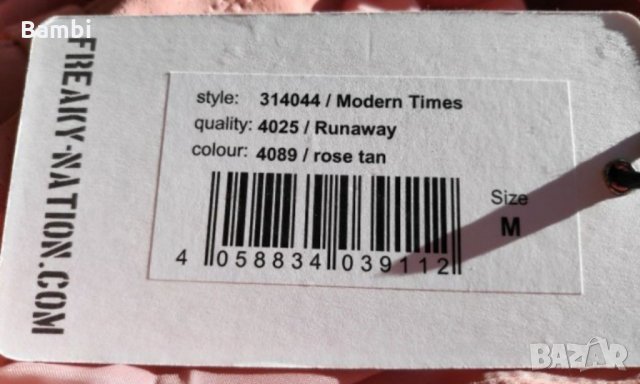 Bambi
FREAKY-NATION.COM
style: 314044 / Modern Times
quality: 4025 / Runaway
colour: 4089 / rose tan
Size
M
4 058834 039112
BAZAR